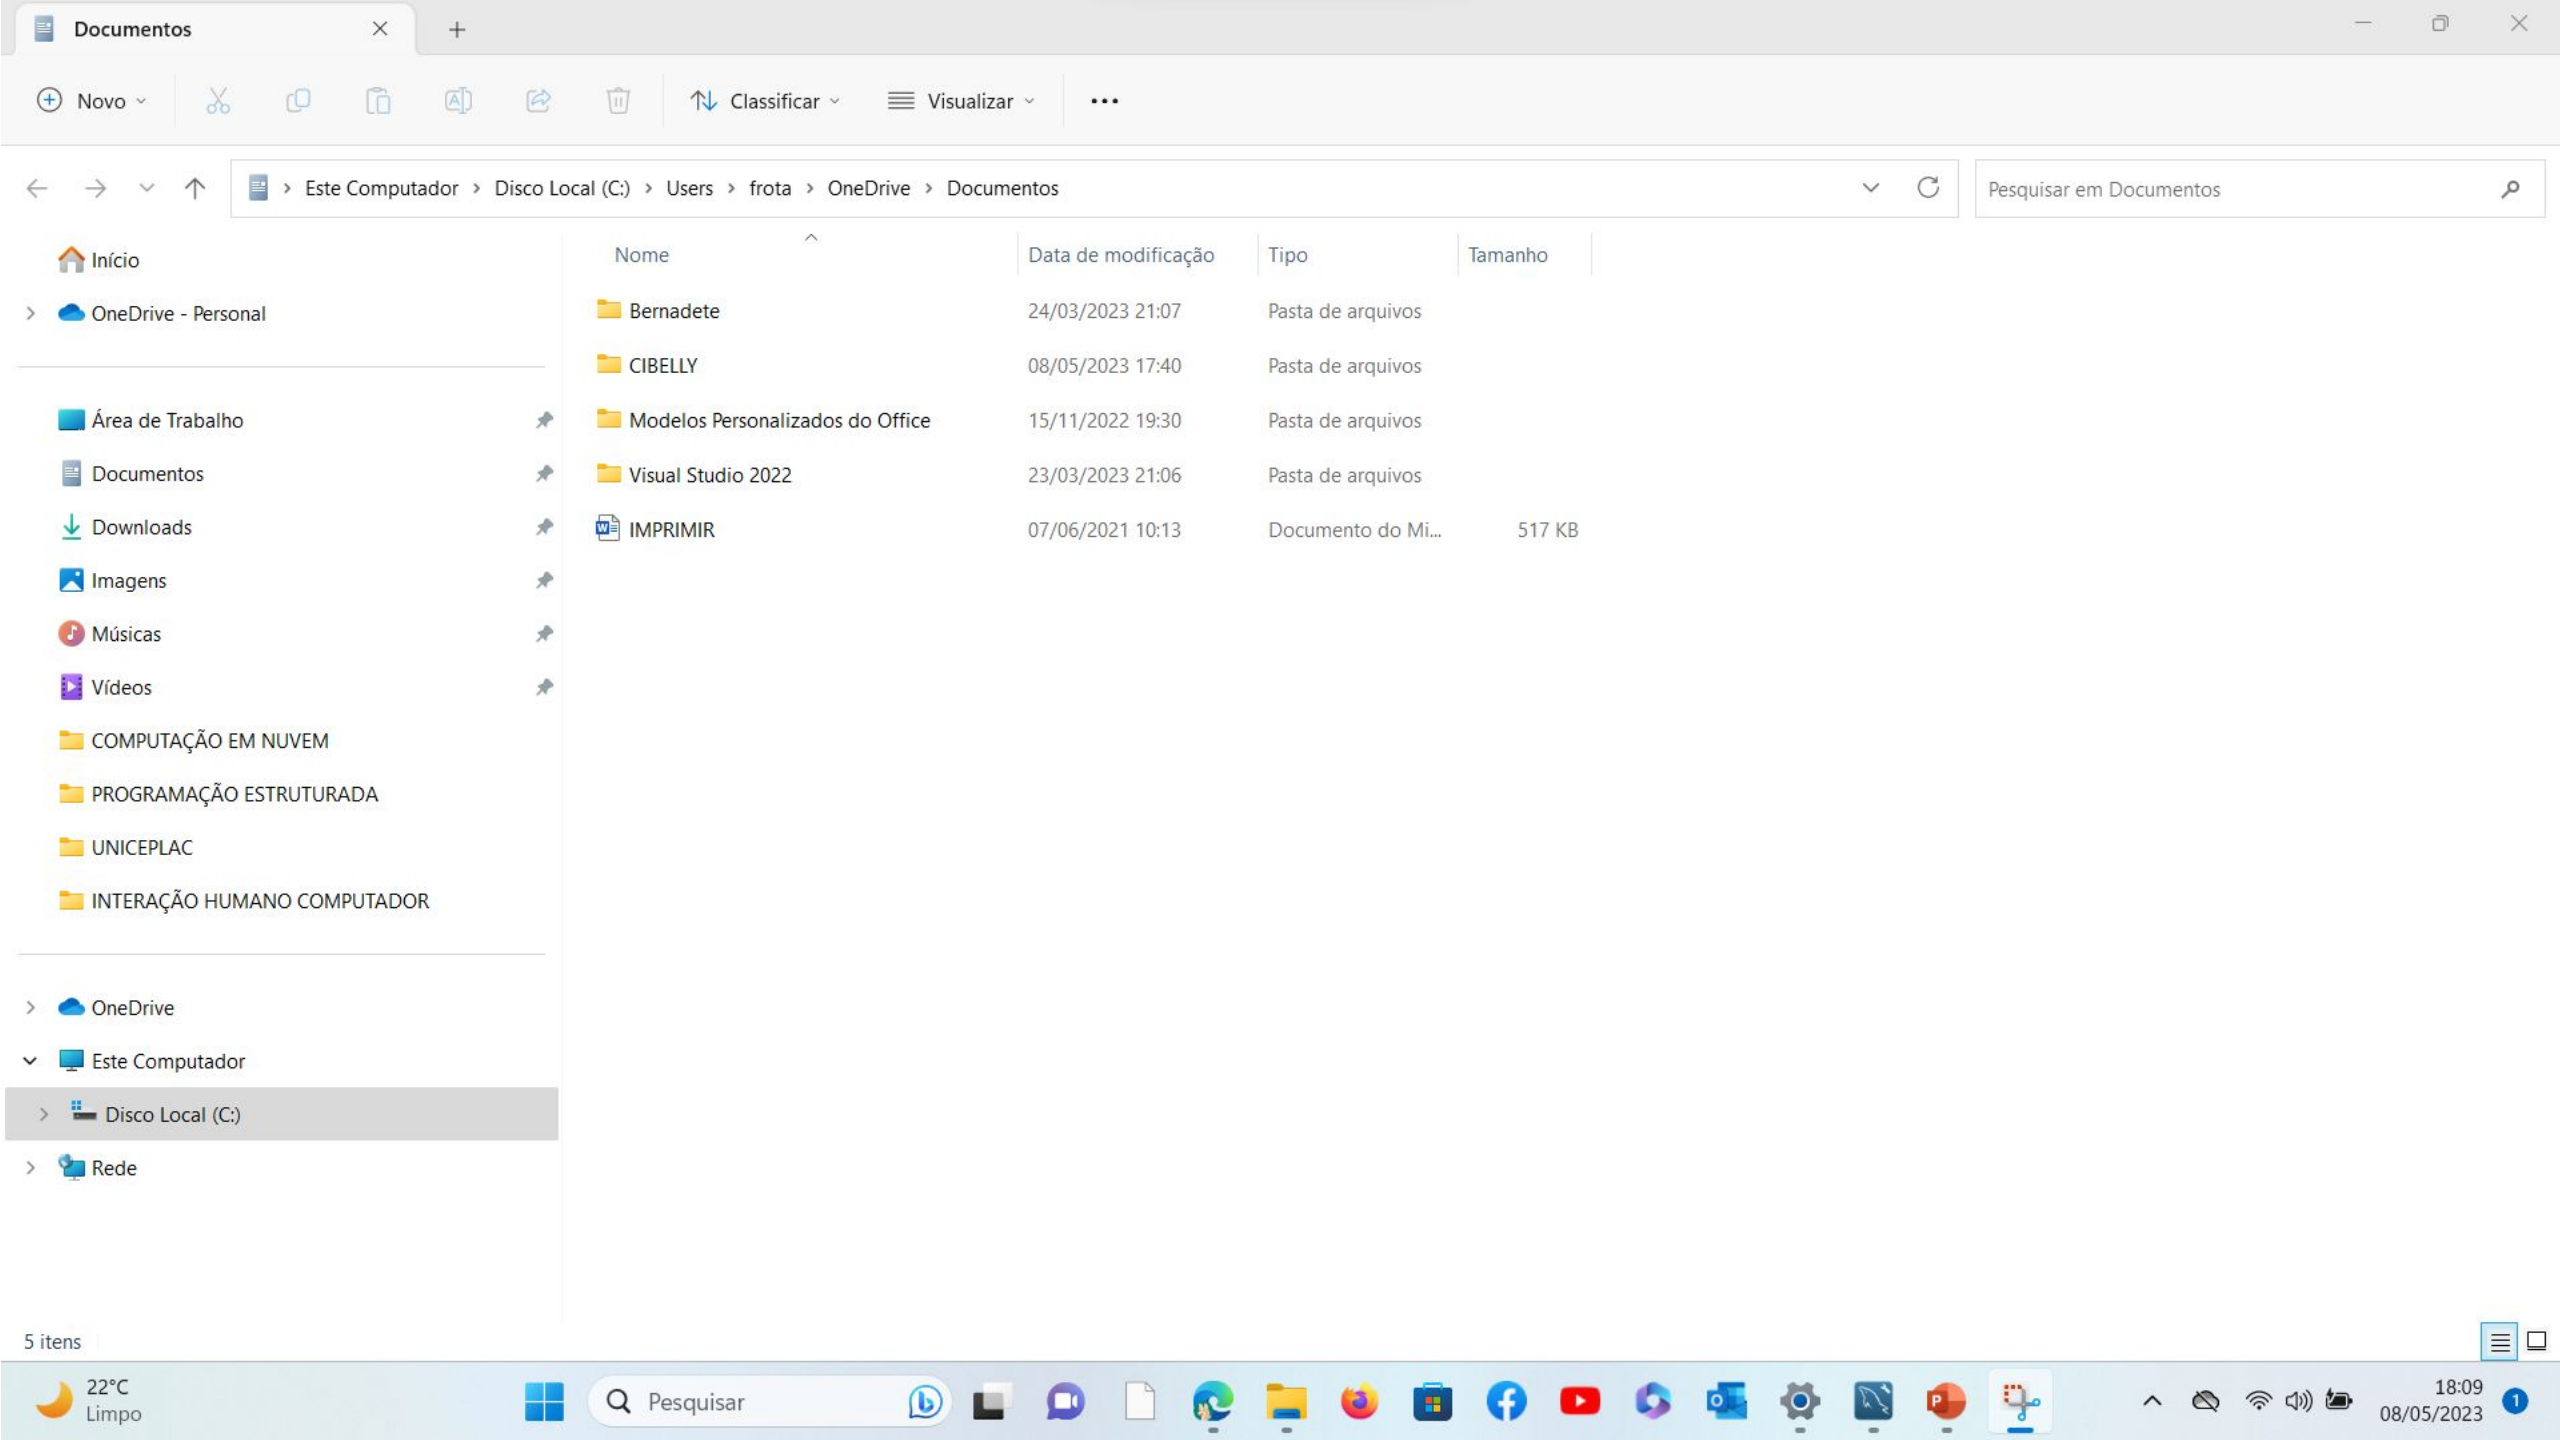 Documentos
Novo
Classificar
Visualizar
Este Computador > Disco Local (C:) > Users > frota > OneDrive > Documentos
Pesquisar em Documentos
Início
OneDrive - Personal
Área de Trabalho
Documentos
Downloads
Imagens
Músicas
Vídeos
COMPUTAÇÃO EM NUVEM
PROGRAMAÇÃO ESTRUTURADA
UNICEPLAC
INTERAÇÃO HUMANO COMPUTADOR
OneDrive
Este Computador
Disco Local (C:)
Rede
Nome Data de modificação Tipo Tamanho
Bernadete 24/03/2023 21:07 Pasta de arquivos
CIBELLY 08/05/2023 17:40 Pasta de arquivos
Modelos Personalizados do Office 15/11/2022 19:30 Pasta de arquivos
Visual Studio 2022 23/03/2023 21:06 Pasta de arquivos
IMPRIMIR 07/06/2021 10:13 Documento do Mi... 517 KB
5 itens
22°C
Limpo
Pesquisar
18:09
08/05/2023
1